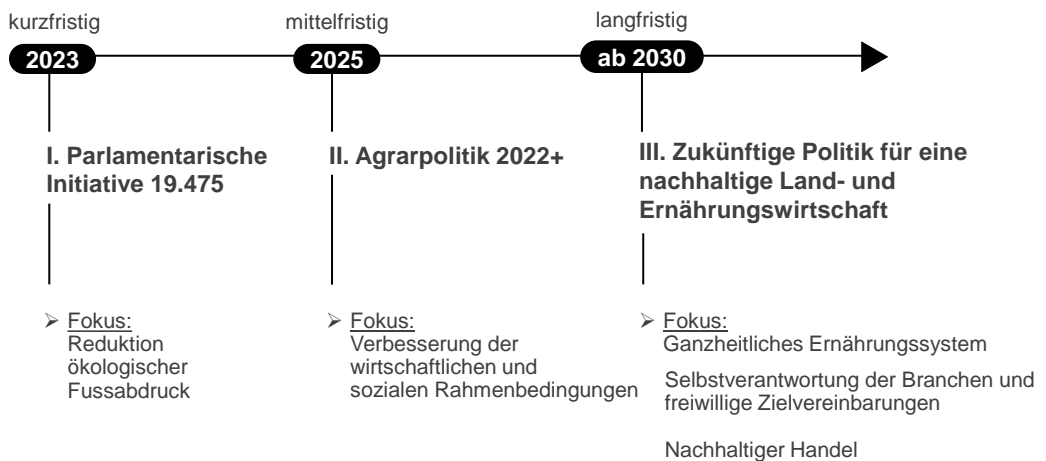 kurzfristig
mittelfristig
langfristig
2023
2025
ab 2030
I. Parlamentarische
Initiative 19.475
II. Agrarpolitik 2022+
III. Zukünftige Politik für eine
nachhaltige Land- und
Ernährungswirtschaft
➢ Fokus:
Reduktion
ökologischer
Fussabdruck
➢ Fokus:
Verbesserung der
wirtschaftlichen und
sozialen Rahmenbedingungen
➢ Fokus:
Ganzheitliches Ernährungssystem
Selbstverantwortung der Branchen und
freiwillige Zielvereinbarungen
Nachhaltiger Handel